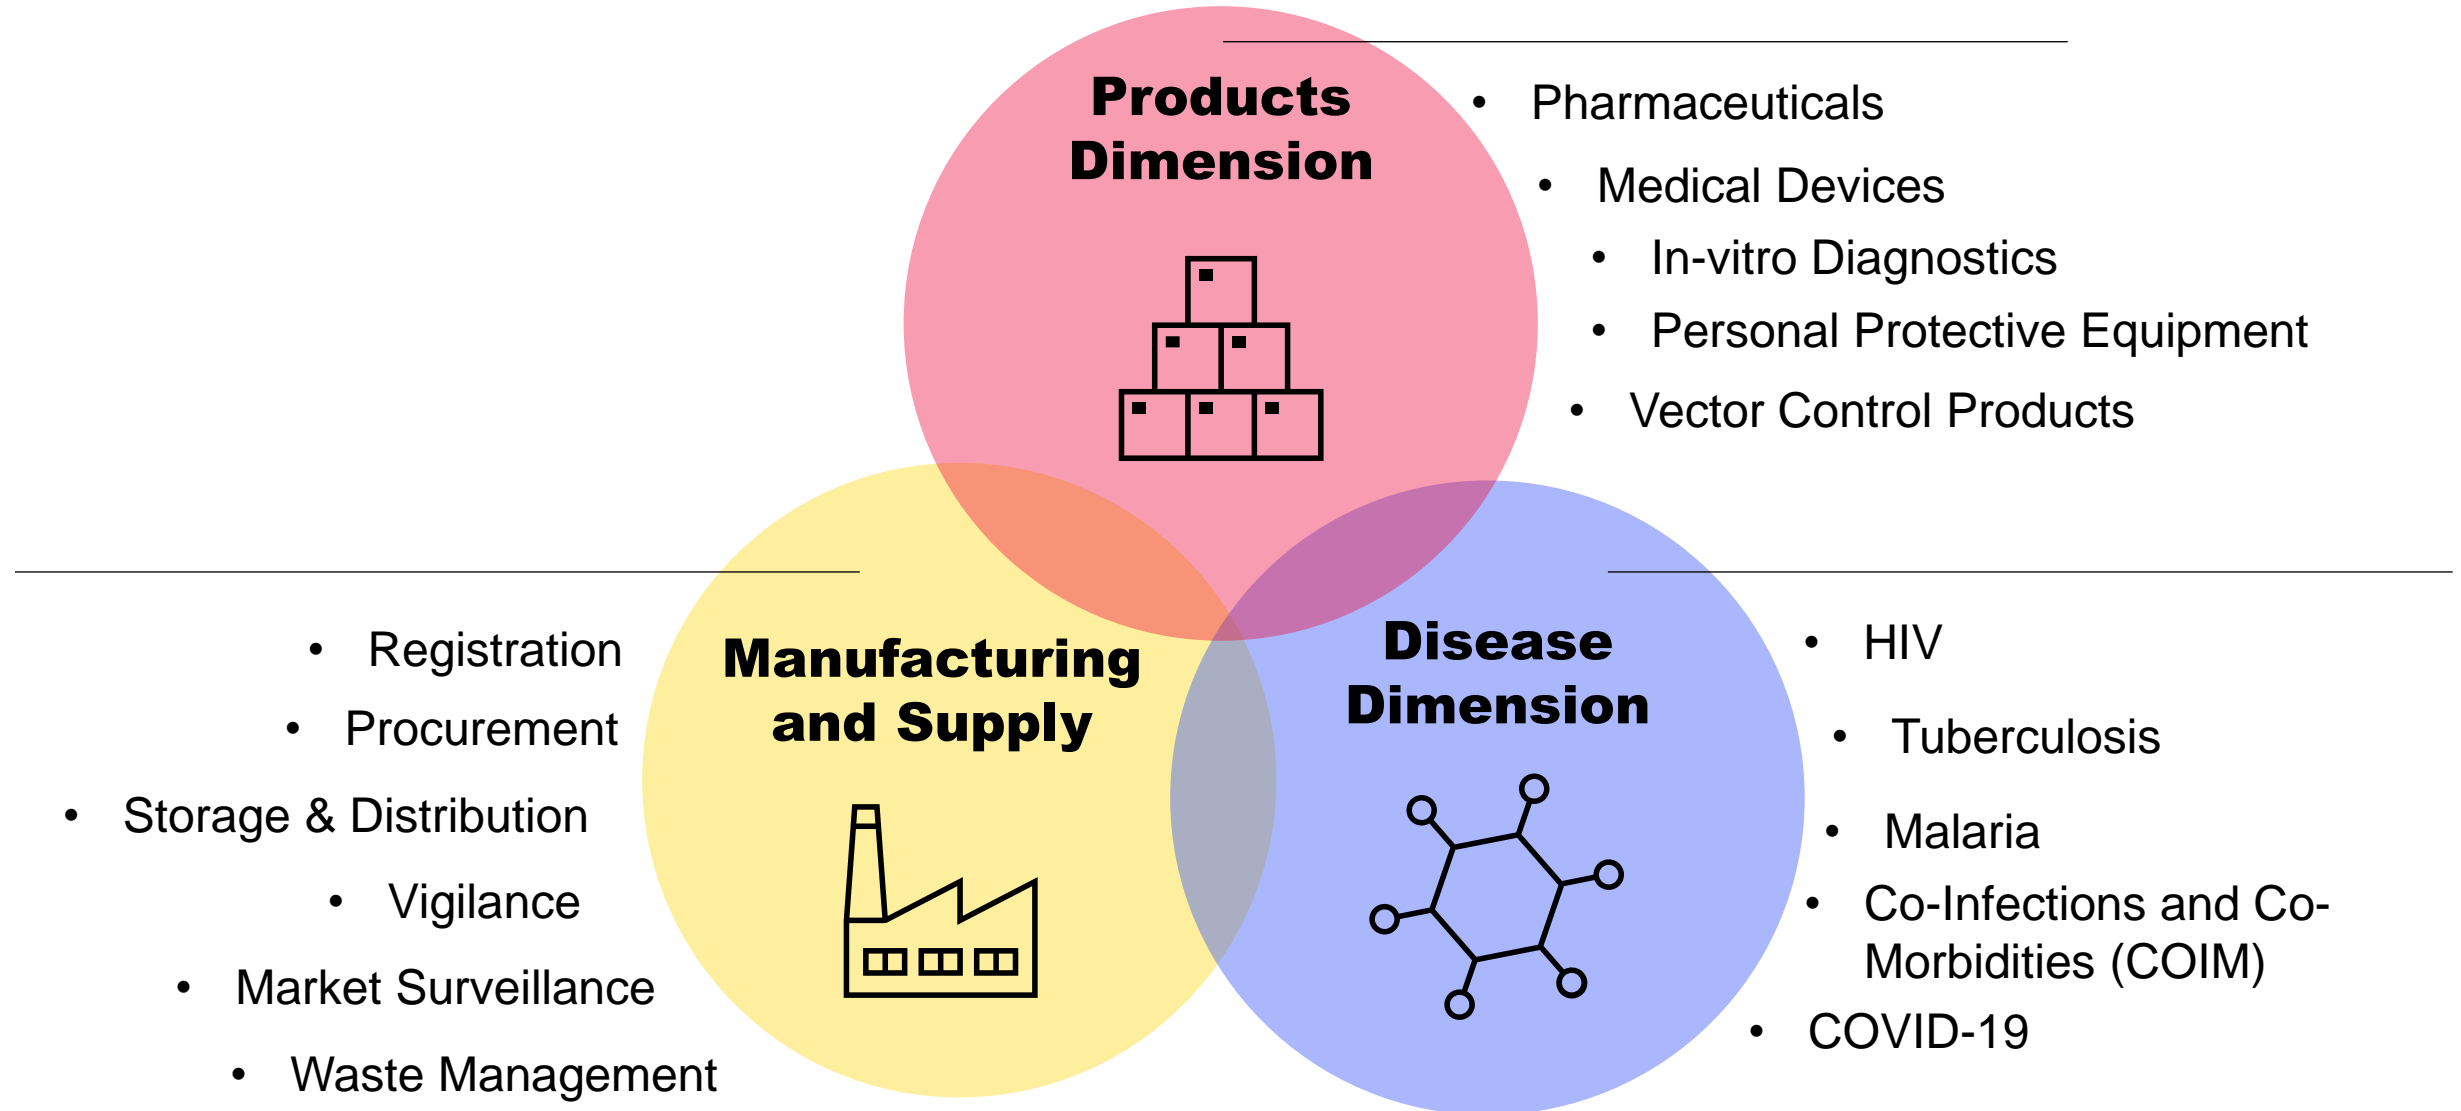 Products
Dimension
• Pharmaceuticals
• Medical Devices
• In-vitro Diagnostics
• Personal Protective Equipment
• Vector Control Products
Manufacturing
and Supply
• Registration
• Procurement
• Storage & Distribution
• Vigilance
• Market Surveillance
• Waste Management
Disease
Dimension
• HIV
• Tuberculosis
• Malaria
• Co-Infections and Co-
Morbidities (COIM)
• COVID-19